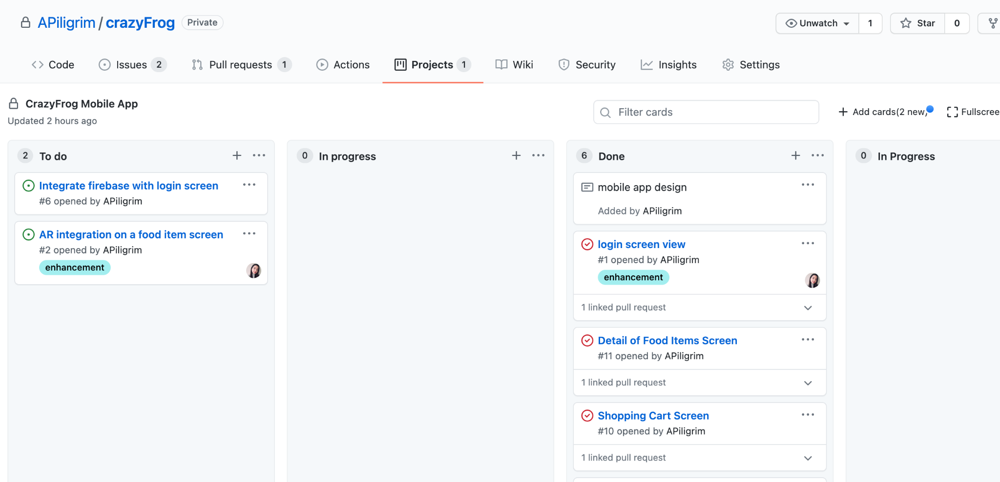 APiligrim / crazyFrog Private
Unwatch 1 Star 0
Code Issues 2 Pull requests 1 Actions Projects 1 Wiki Security Insights Settings
CrazyFrog Mobile App
Updated 2 hours ago
Filter cards
Add cards(2 new)
Fullscree
2 To do
Integrate firebase with login screen
#6 opened by APiligrim
AR integration on a food item screen
#2 opened by APiligrim
enhancement
0 In progress
6 Done
mobile app design
Added by APiligrim
login screen view
#1 opened by APiligrim
enhancement
1 linked pull request
Detail of Food Items Screen
#11 opened by APiligrim
1 linked pull request
Shopping Cart Screen
#10 opened by APiligrim
1 linked pull request
0 In Progress